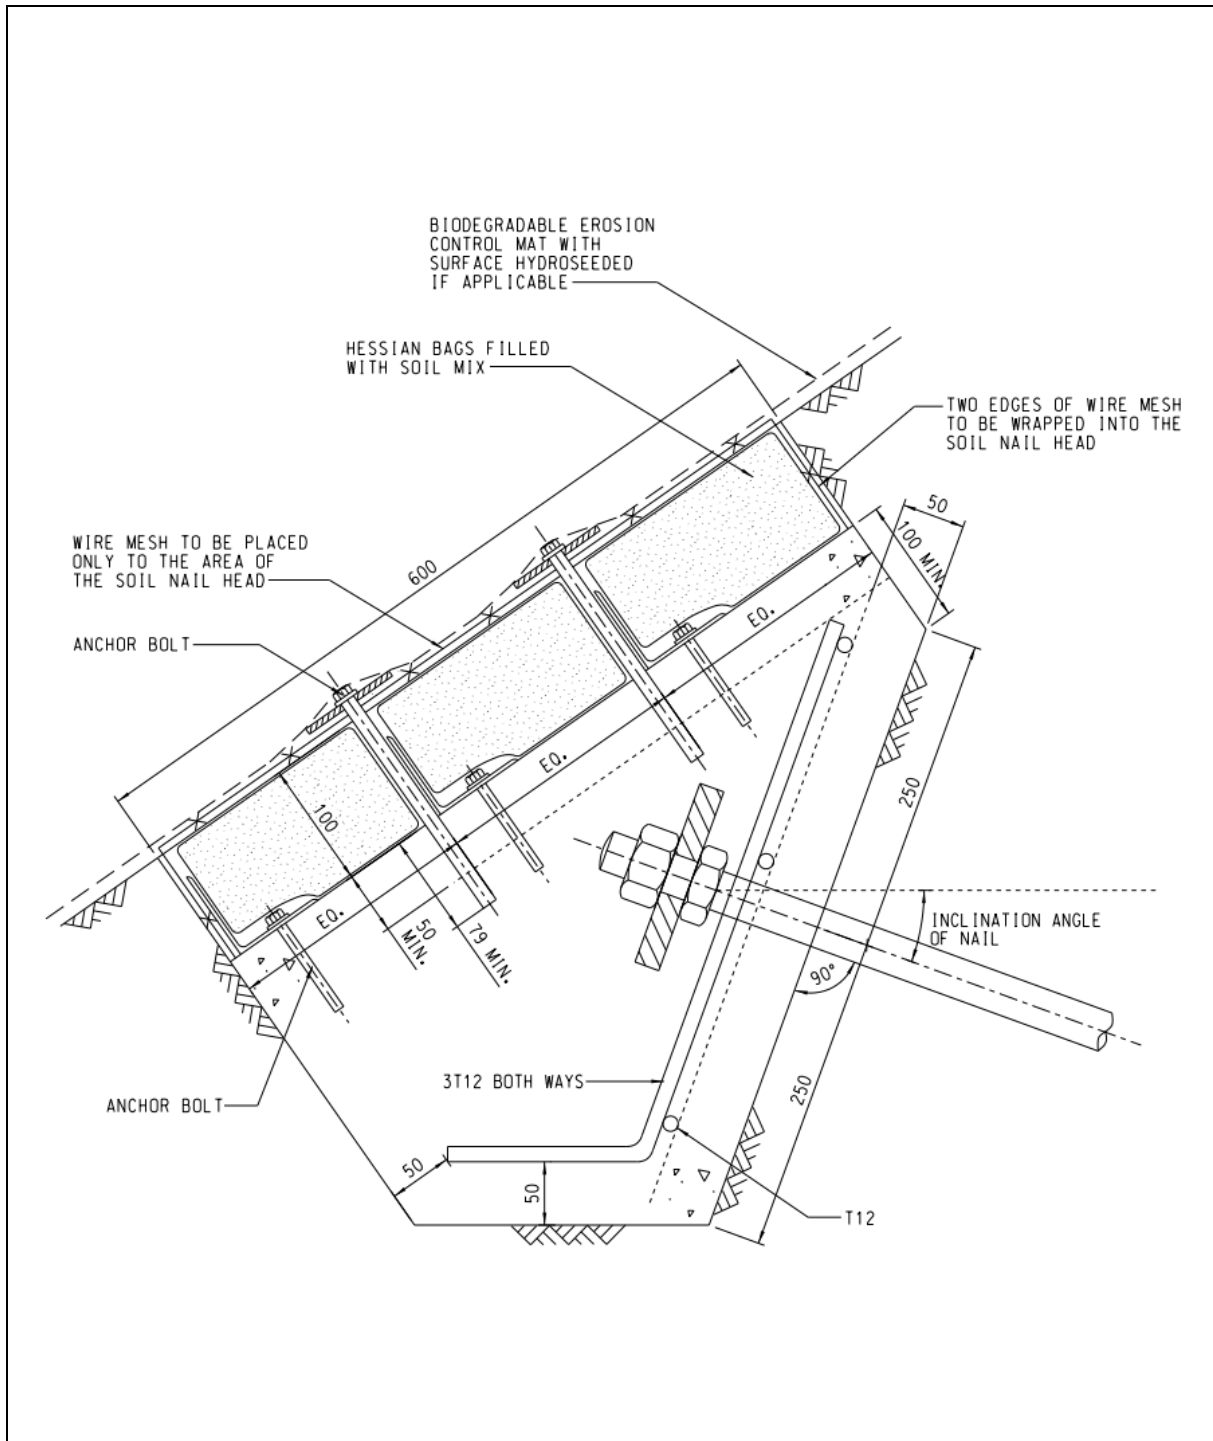 BIODEGRADABLE EROSION
CONTROL MAT WITH
SURFACE HYDROSEEDED
IF APPLICABLE
HESSIAN BAGS FILLED
WITH SOIL MIX
TWO EDGES OF WIRE MESH
TO BE WRAPPED INTO THE
SOIL NAIL HEAD
50
100 MIN.
WIRE MESH TO BE PLACED
ONLY TO THE AREA OF
THE SOIL NAIL HEAD
600
EQ.
ANCHOR BOLT
EQ.
250
100
EQ.
50
MIN.
79 MIN.
INCLINATION ANGLE
OF NAIL
90°
3T12 BOTH WAYS
250
ANCHOR BOLT
50
50
T12